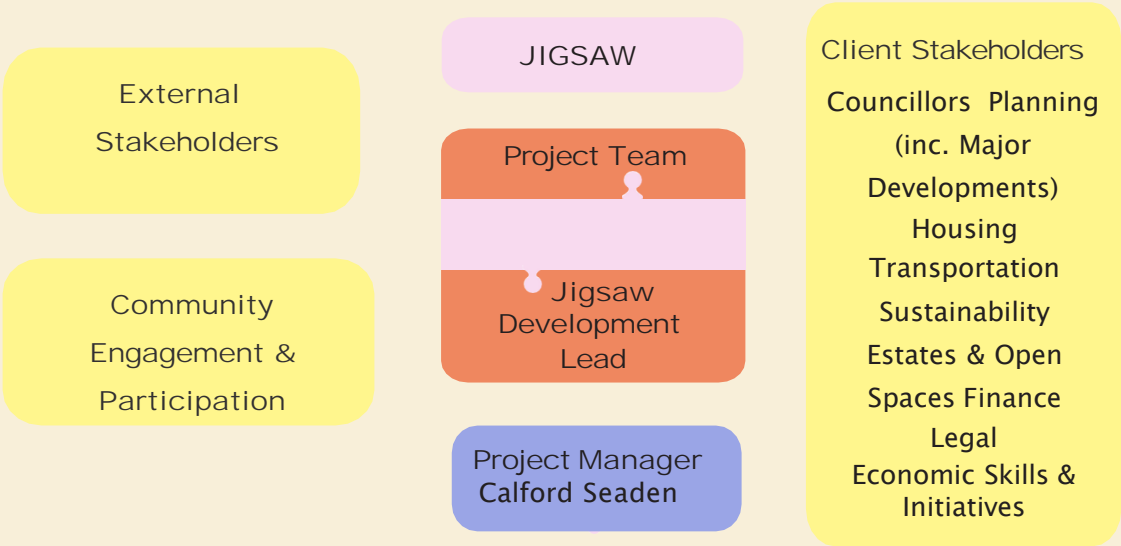 External
Stakeholders
Community
Engagement &
Participation
JIGSAW
Project Team
Jigsaw
Development
Lead
Project Manager
Calford Seaden
Client Stakeholders
Councillors Planning
(inc. Major
Developments)
Housing
Transportation
Sustainability
Estates & Open
Spaces Finance
Legal
Economic Skills &
Initiatives